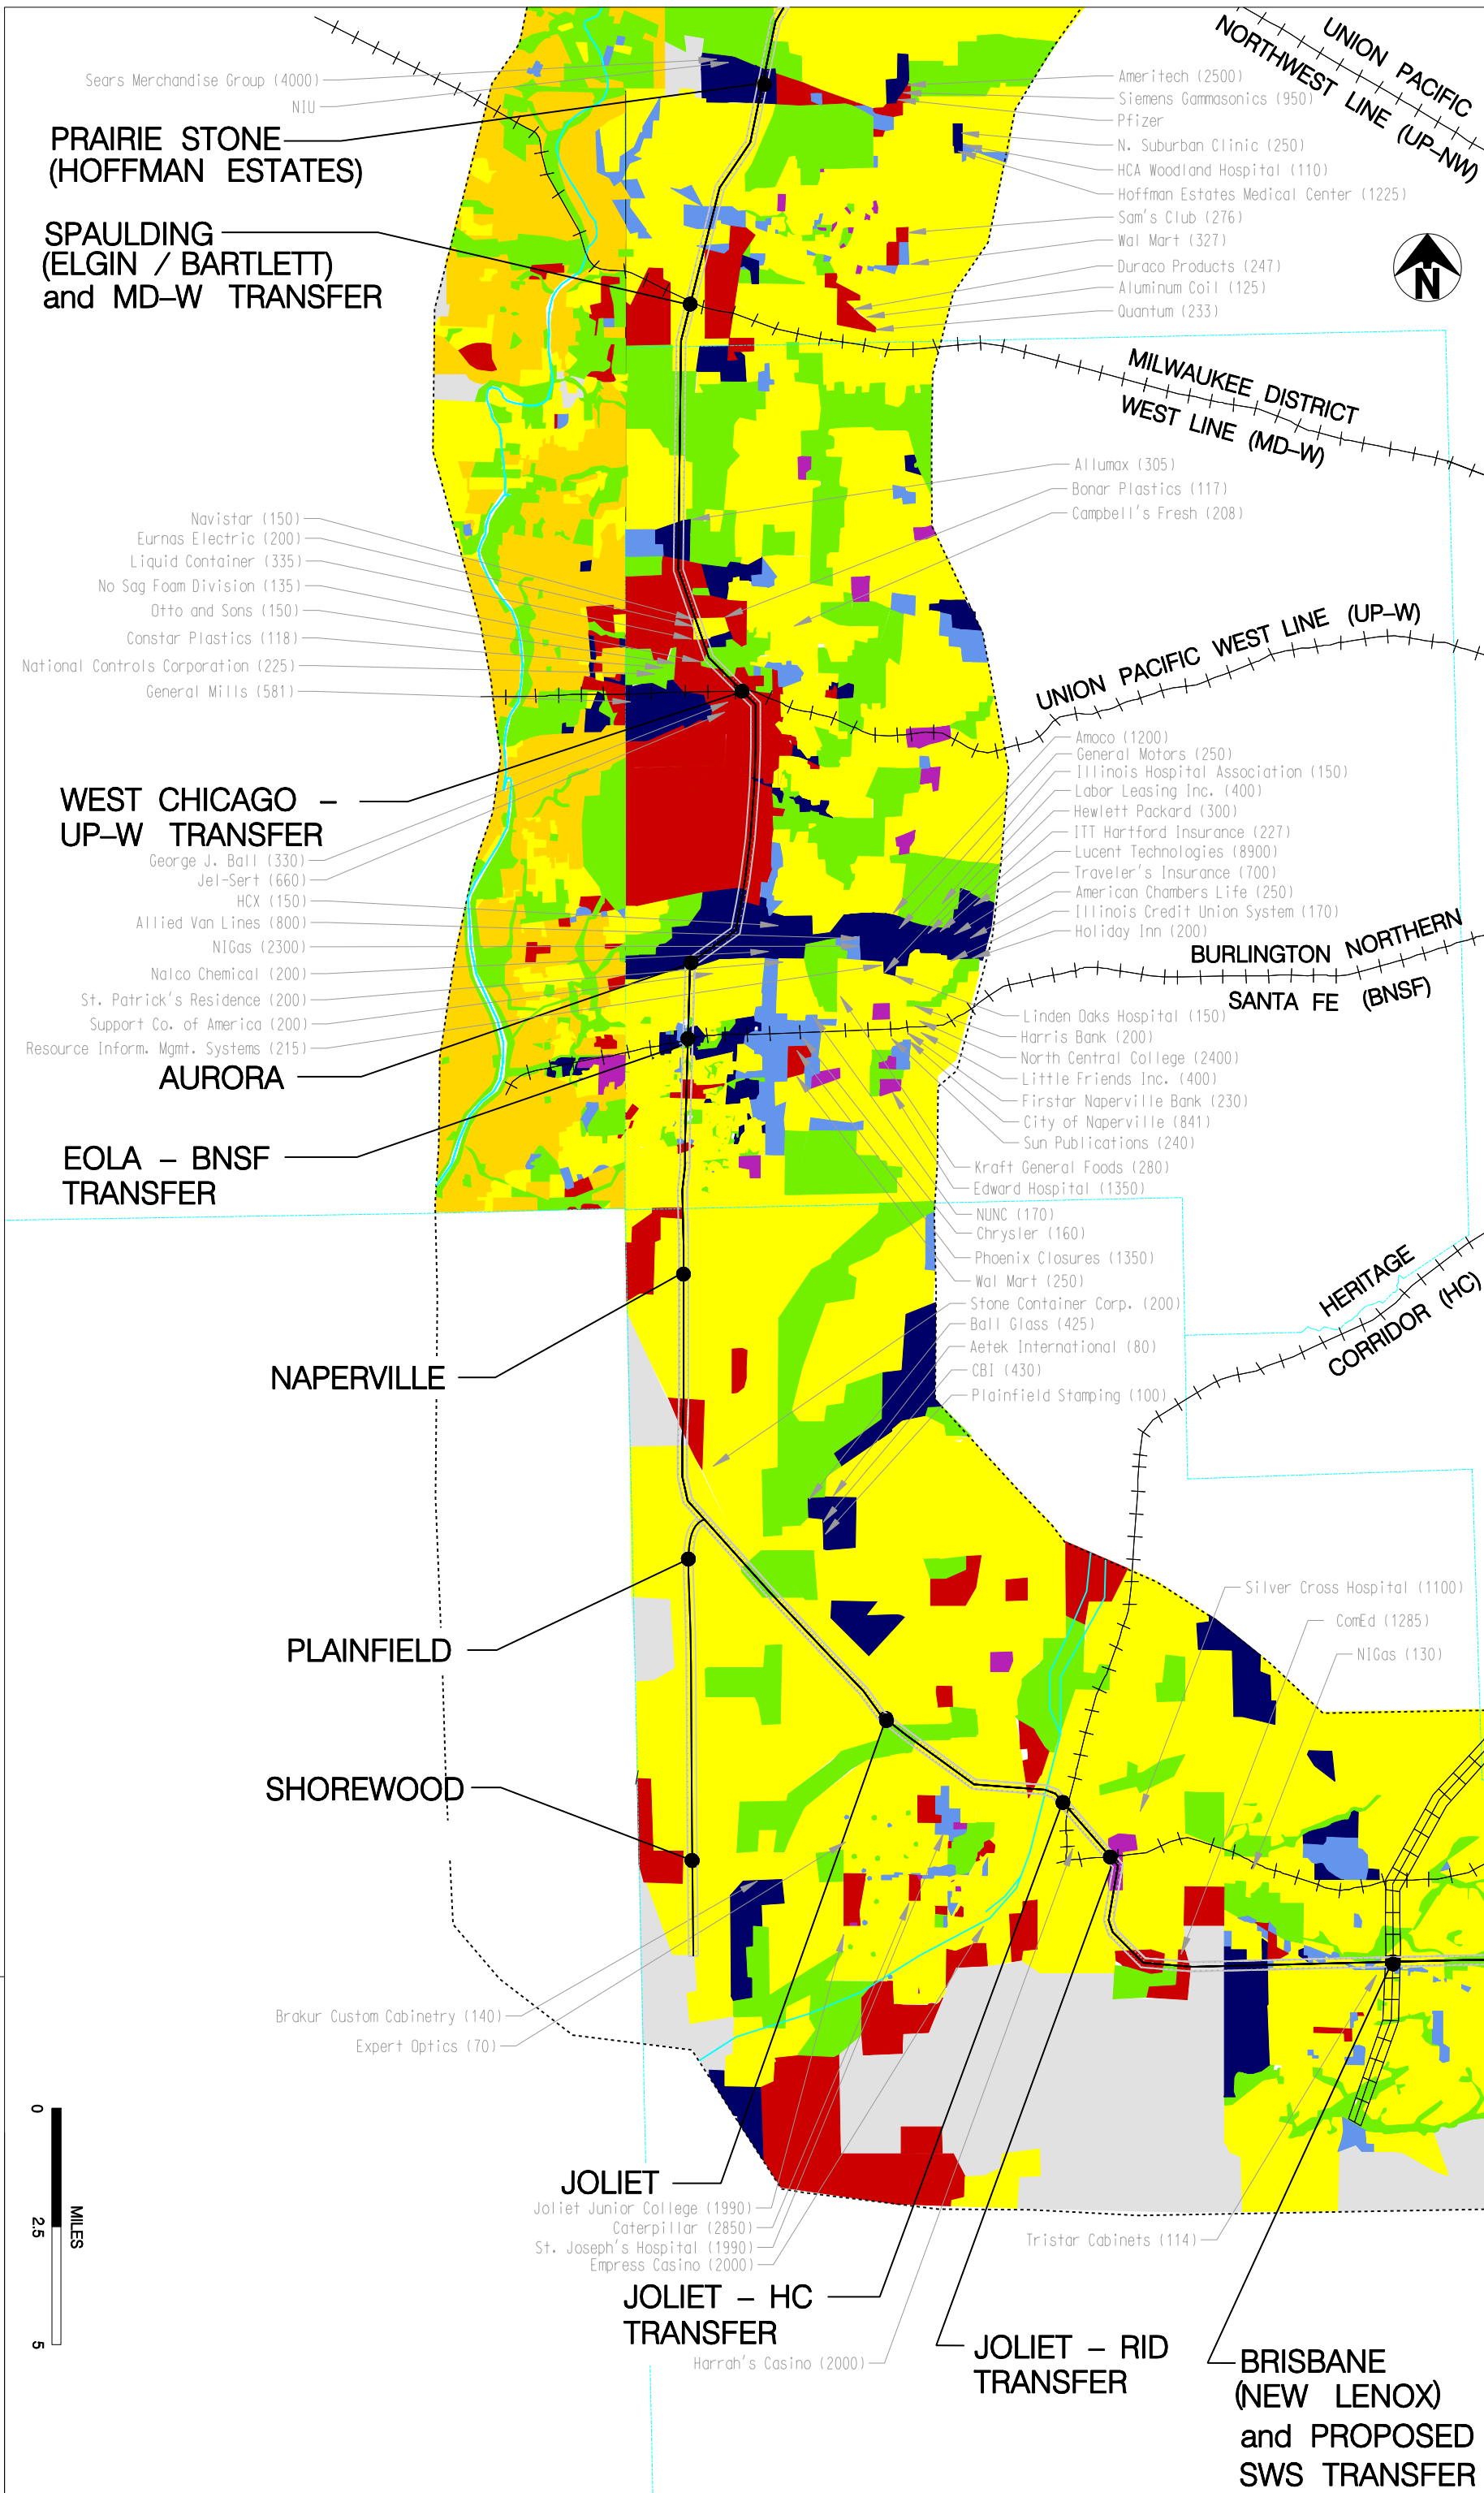 UNION PACIFIC
NORTHWEST LINE (UP-NW)
Sears Merchandise Group (4000)
NIU
PRAIRIE STONE
(HOFFMAN ESTATES)
SPAULDING
(ELGIN / BARTLETT)
and MD-W TRANSFER
Ameritech (2500)
Siemens Gammasonics (950)
Pfizer
N. Suburban Clinic (250)
HCA Woodland Hospital (110)
Hoffman Estates Medical Center (1225)
Sam's Club (276)
Wal Mart (327)
Duraco Products (247)
Aluminum Coil (125)
Quantum (233)
N
MILWAUKEE DISTRICT
WEST LINE (MD-W)
Allumax (305)
Bonar Plastics (117)
Campbell's Fresh (208)
Navistar (150)
Eurnas Electric (200)
Liquid Container (335)
No Sag Foam Division (135)
Otto and Sons (150)
Constar Plastics (118)
National Controls Corporation (225)
General Mills (581)
UNION PACIFIC WEST LINE (UP-W)
WEST CHICAGO -
UP-W TRANSFER
George J. Ball (330)
Jel-Sert (660)
HCX (150)
Allied Van Lines (800)
NIGas (2300)
Nalco Chemical (200)
St. Patrick's Residence (200)
Support Co. of America (200)
Resource Inform. Mgmt. Systems (215)
Amoco (1200)
General Motors (250)
Illinois Hospital Association (150)
Labor Leasing Inc. (400)
Hewlett Packard (300)
ITT Hartford Insurance (227)
Lucent Technologies (8900)
Traveler's Insurance (700)
American Chambers Life (250)
Illinois Credit Union System (170)
Holiday Inn (200)
BURLINGTON NORTHERN
SANTA FE (BNSF)
AURORA
EOLA - BNSF
TRANSFER
Linden Oaks Hospital (150)
Harris Bank (200)
North Central College (2400)
Little Friends Inc. (400)
Firstar Naperville Bank (230)
City of Naperville (841)
Sun Publications (240)
Kraft General Foods (280)
Edward Hospital (1350)
NUNC (170)
Chrysler (160)
Phoenix Closures (1350)
Wal Mart (250)
Stone Container Corp. (200)
Ball Glass (425)
Aetek International (80)
CBI (430)
Plainfield Stamping (100)
HERITAGE
CORRIDOR (HC)
NAPERVILLE
PLAINFIELD
SHOREWOOD
Silver Cross Hospital (1100)
ComEd (1285)
NIGas (130)
Brakur Custom Cabinetry (140)
Expert Optics (70)
0
2.5
5
MILES
JOLIET
Joliet Junior College (1990)
Caterpillar (2850)
St. Joseph's Hospital (1990)
Empress Casino (2000)
JOLIET - HC
TRANSFER
Harrah's Casino (2000)
Tristar Cabinets (114)
JOLIET - RID
TRANSFER
BRISBANE
(NEW LENOX)
and PROPOSED
SWS TRANSFER